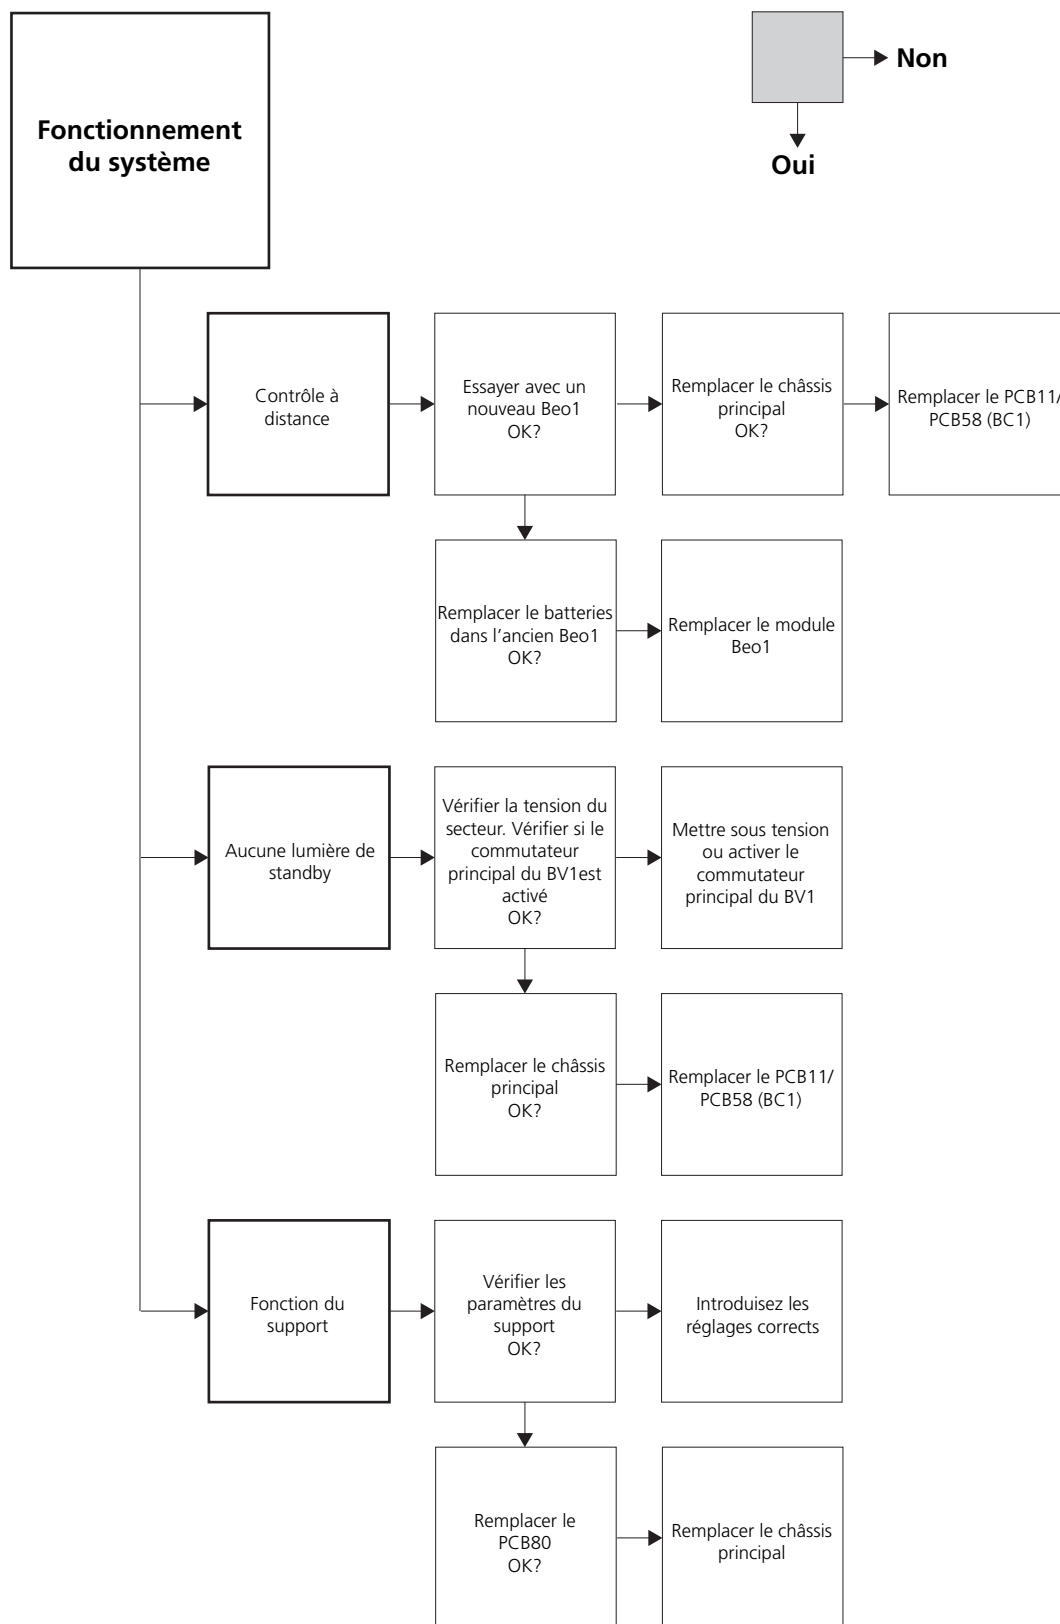 Fonctionnement
du système
Non
Oui
Contrôle à
distance
Essayer avec un
nouveau Beo1
OK?
Remplacer le châssis
principal
OK?
Remplacer le PCB11/
PCB58 (BC1)
Remplacer le batteries
dans l'ancien Beo1
OK?
Remplacer le module
Beo1
Aucune lumière de
standby
Vérifier la tension du
secteur. Vérifier si le
commutateur
principal du BV1est
activé
OK?
Mettre sous tension
ou activer le
commutateur
principal du BV1
Remplacer le châssis
principal
OK?
Remplacer le PCB11/
PCB58 (BC1)
Fonction du
support
Vérifier les
paramètres du
support
OK?
Introduisez les
réglages corrects
Remplacer le
PCB80
OK?
Remplacer le châssis
principal